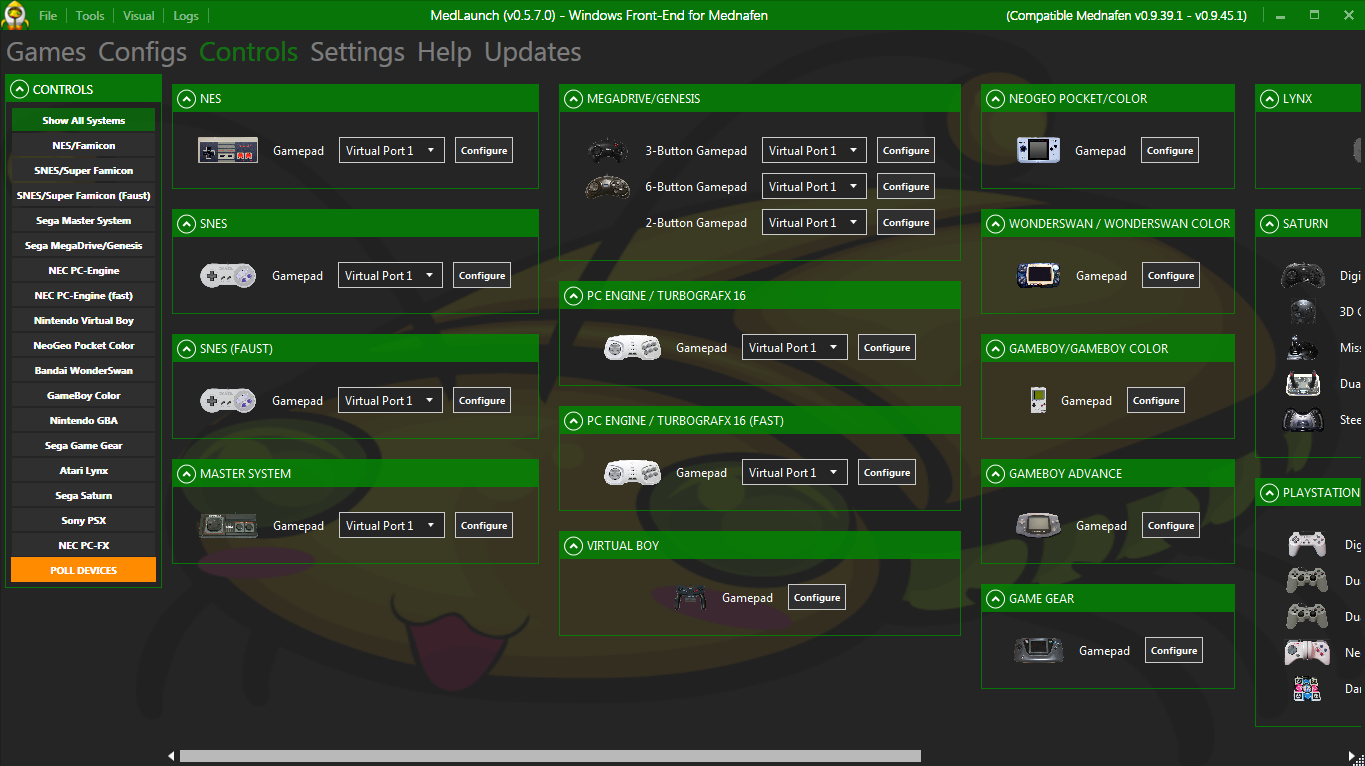 File Tools Visual Logs MedLaunch (v0.5.7.0) - Windows Front-End for Mednafen (Compatible Mednafen v0.9.39.1 - v0.9.45.1)
Games Configs Controls Settings Help Updates
CONTROLS
Show All Systems
NES/Famicon
SNES/Super Famicon
SNES/Super Famicon (Faust)
Sega Master System
Sega MegaDrive/Genesis
NEC PC-Engine
NEC PC-Engine (fast)
Nintendo Virtual Boy
NeoGeo Pocket Color
Bandai WonderSwan
GameBoy Color
Nintendo GBA
Sega Game Gear
Atari Lynx
Sega Saturn
Sony PSX
NEC PC-FX
POLL DEVICES
NES
Gamepad Virtual Port 1 Configure
SNES
Gamepad Virtual Port 1 Configure
SNES (FAUST)
Gamepad Virtual Port 1 Configure
MASTER SYSTEM
Gamepad Virtual Port 1 Configure
MEGADRIVE/GENESIS
3-Button Gamepad Virtual Port 1 Configure
6-Button Gamepad Virtual Port 1 Configure
2-Button Gamepad Virtual Port 1 Configure
PC ENGINE / TURBOGRAFX 16
Gamepad Virtual Port 1 Configure
PC ENGINE / TURBOGRAFX 16 (FAST)
Gamepad Virtual Port 1 Configure
VIRTUAL BOY
Gamepad Configure
NEOGEO POCKET/COLOR
Gamepad Configure
WONDERSWAN / WONDERSWAN COLOR
Gamepad Configure
GAMEBOY/GAMEBOY COLOR
Gamepad Configure
GAMEBOY ADVANCE
Gamepad Configure
GAME GEAR
Gamepad Configure
LYNX
SATURN
Digi
3D
Miss
Dua
Stee
PLAYSTATION
Dig
Du
Du
Ne
Da